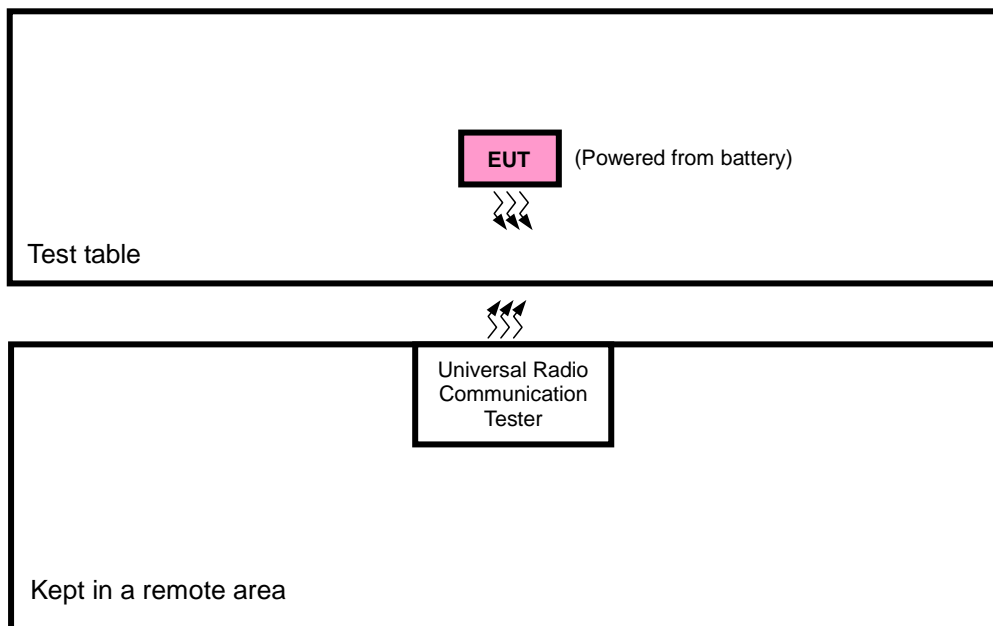 EUT
(Powered from battery)
Test table
Universal Radio
Communication
Tester
Kept in a remote area